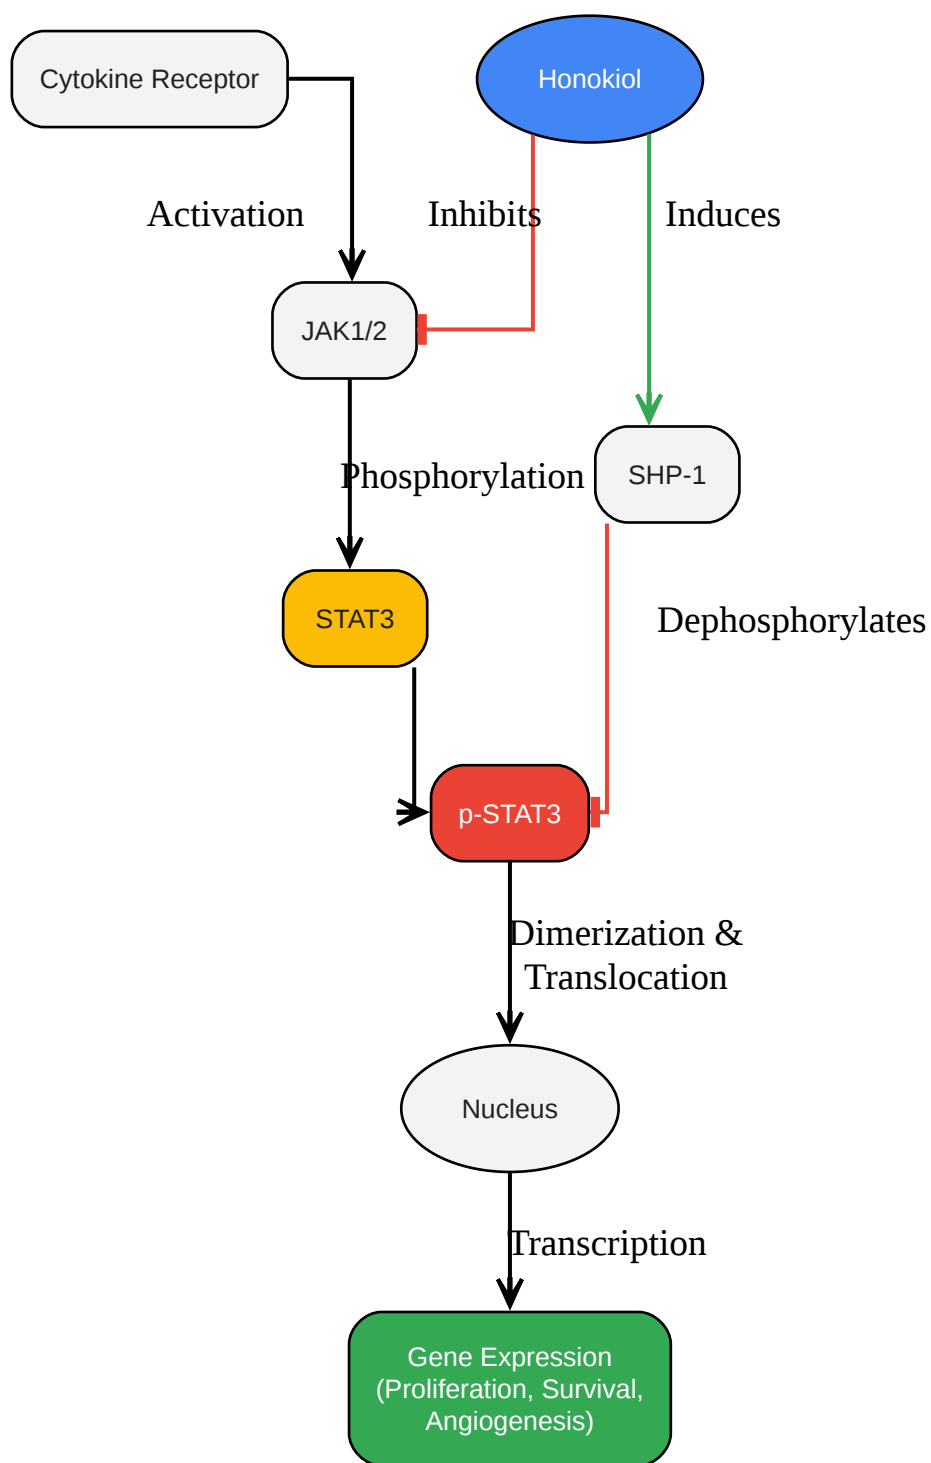 Cytokine Receptor
Honokiol
Activation
Inhibits
Induces
JAK1/2
Phosphorylation
SHP-1
STAT3
Dephosphorylates
p-STAT3
Dimerization &
Translocation
Nucleus
Transcription
Gene Expression
(Proliferation, Survival,
Angiogenesis)